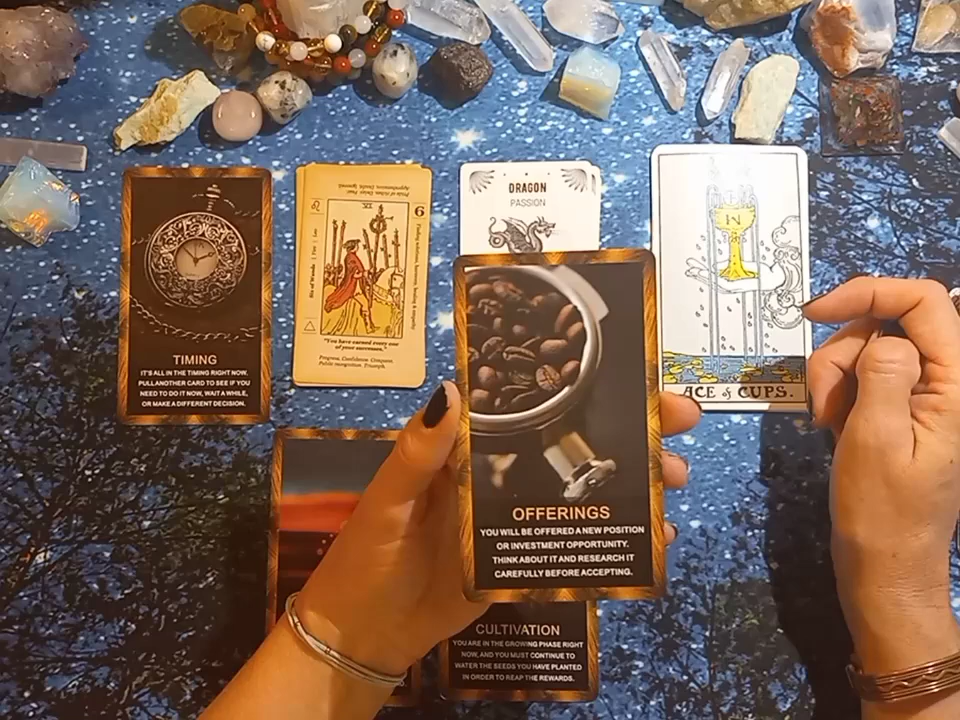 TIMING
IT'S ALL IN THE TIMING RIGHT NOW.
PULL ANOTHER CARD TO SEE IF YOU
NEED TO DO IT NOW, WAIT A WHILE,
OR MAKE A DIFFERENT DECISION.
VI
6
Six of Wands | Fire | Leo
"You have earned every one
of your successes."
Progress. Confidence. Conquest.
Public recognition. Triumph.
DRAGON
PASSION
ACE of CUPS.
OFFERINGS
YOU WILL BE OFFERED A NEW POSITION
OR INVESTMENT OPPORTUNITY.
THINK ABOUT IT AND RESEARCH IT
CAREFULLY BEFORE ACCEPTING.
CULTIVATION
YOU ARE IN THE GROWING PHASE RIGHT
NOW, AND YOU MUST CONTINUE TO
WATER THE SEEDS YOU HAVE PLANTED
IN ORDER TO REAP THE REWARDS.